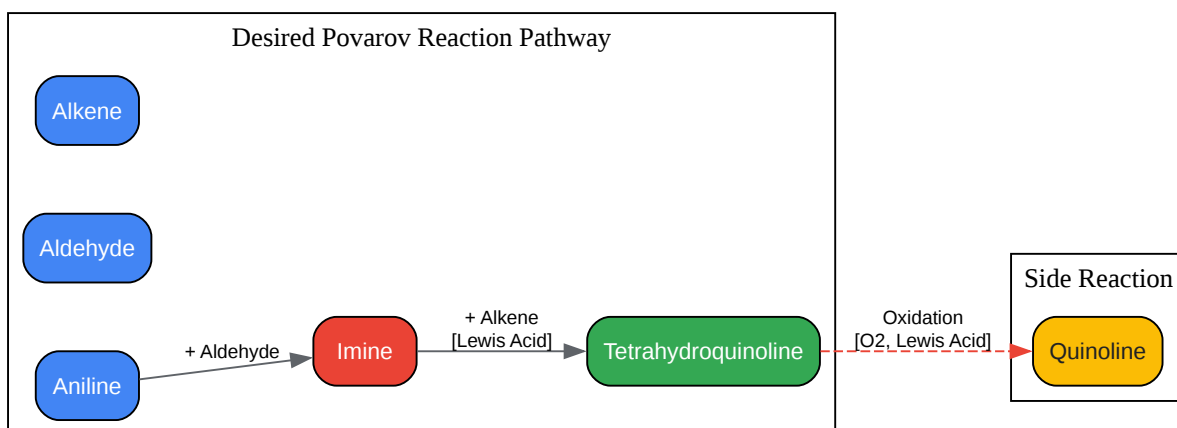 Desired Povarov Reaction Pathway
Alkene
Aldehyde
Aniline
+ Aldehyde
Imine
+ Alkene
[Lewis Acid]
Tetrahydroquinoline
Oxidation
[O2, Lewis Acid]
Side Reaction
Quinoline